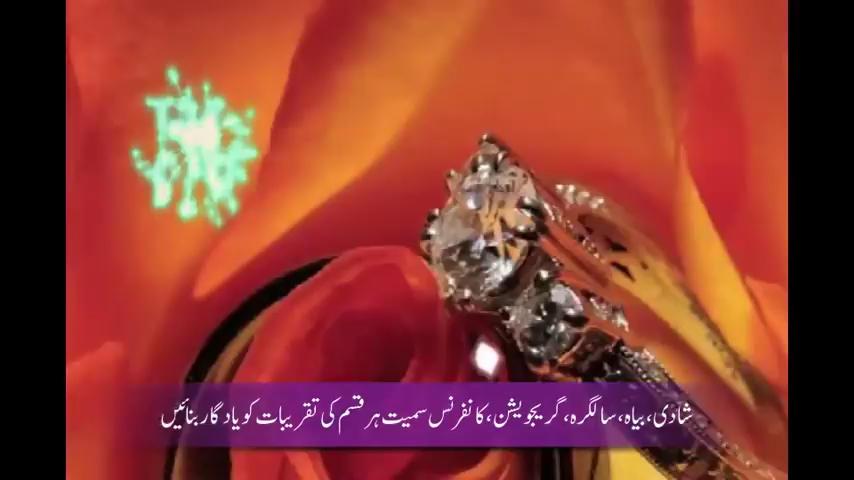 شادی، بیاہ، سالگرہ، گریجویشن، کانفرنس سمیت ہر قسم کی تقریبات کو یادگار بنائیں